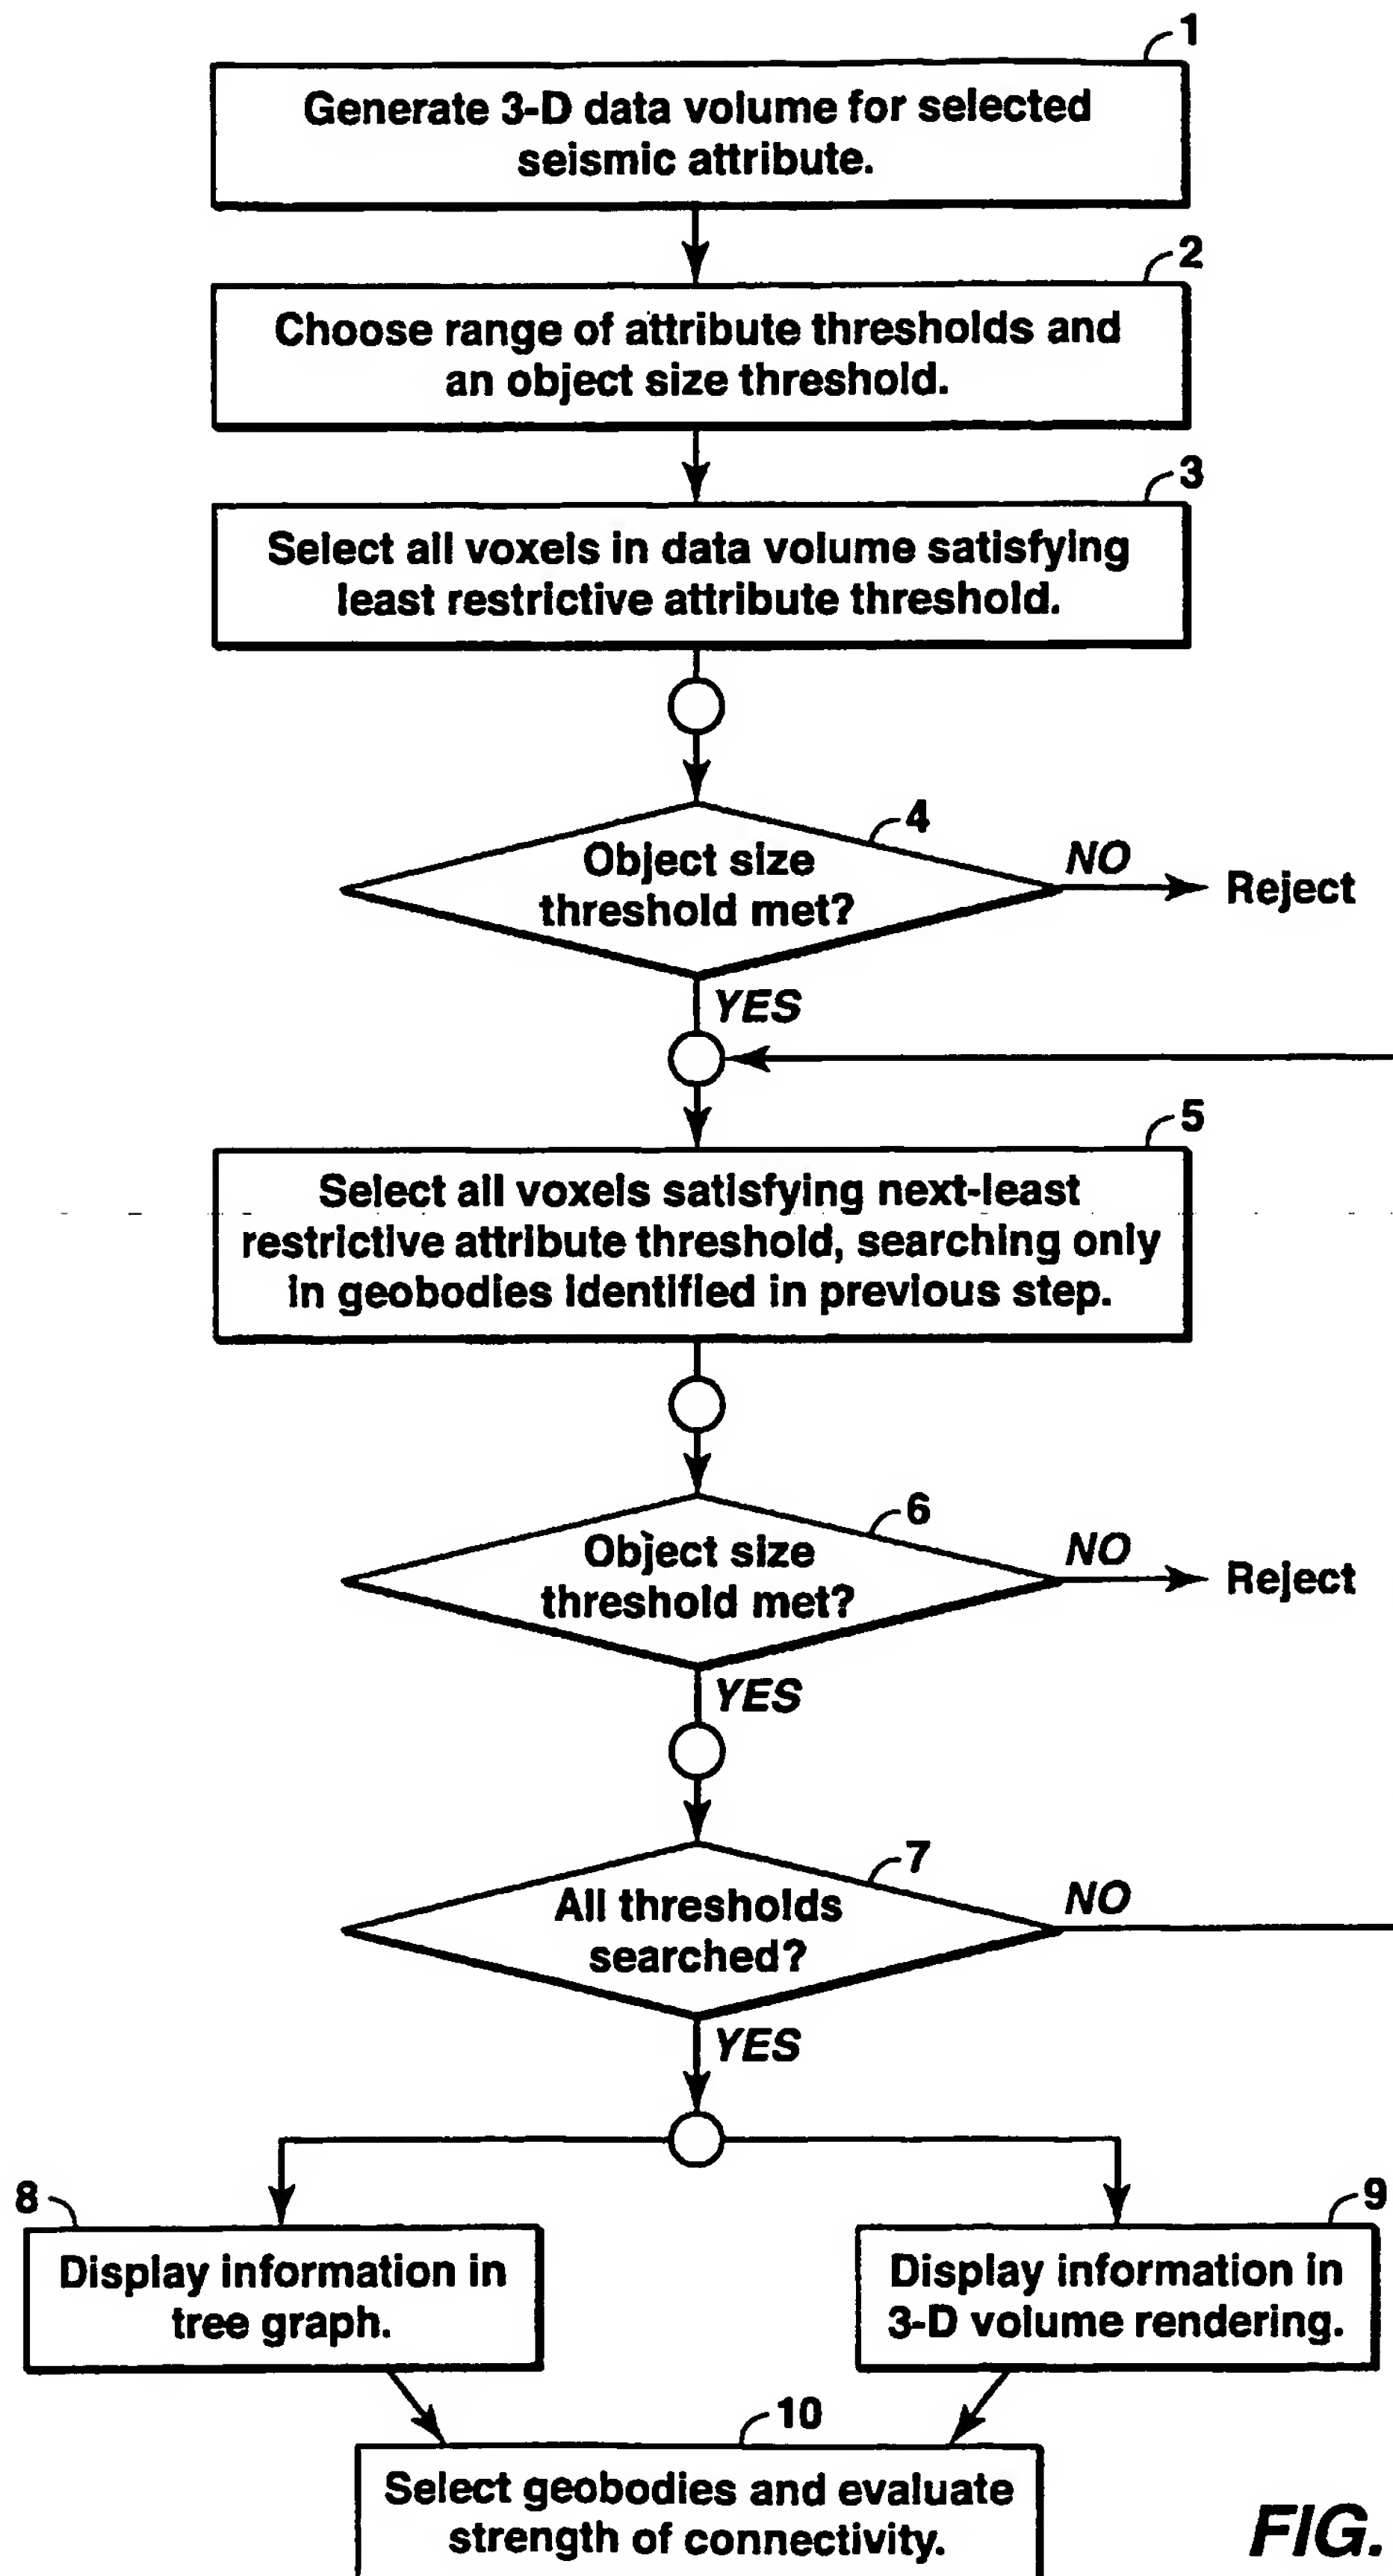 1
Generate 3-D data volume for selected
seismic attribute.
2
Choose range of attribute thresholds and
an object size threshold.
3
Select all voxels in data volume satisfying
least restrictive attribute threshold.
4
Object size
threshold met?
NO
Reject
YES
5
Select all voxels satisfying next-least
restrictive attribute threshold, searching only
in geobodies identified in previous step.
6
Object size
threshold met?
NO
Reject
YES
7
All thresholds
searched?
NO
YES
8
Display information in
tree graph.
9
Display information in
3-D volume rendering.
10
Select geobodies and evaluate
strength of connectivity.
FIG.